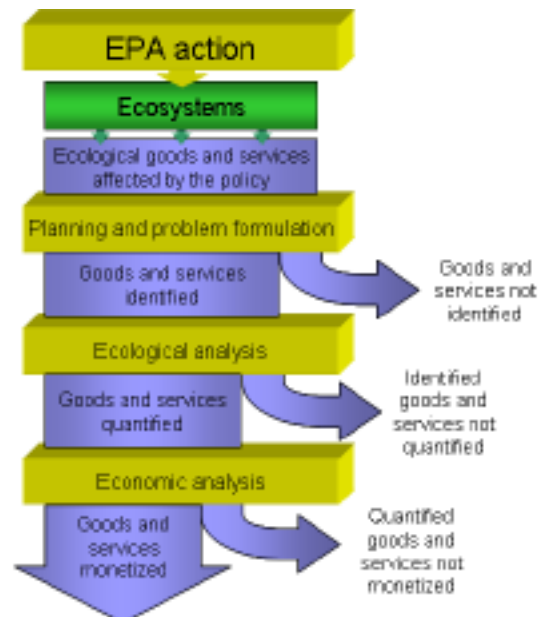 EPA action
Ecosystems
Ecological goods and services
affected by the policy
Planning and problem formulation
Goods and services
identified
Goods and
services not
identified
Ecological analysis
Goods and services
quantified
Identified
goods and
services not
quantified
Economic analysis
Goods and
services
monetized
Quantified
goods and
services not
monetized